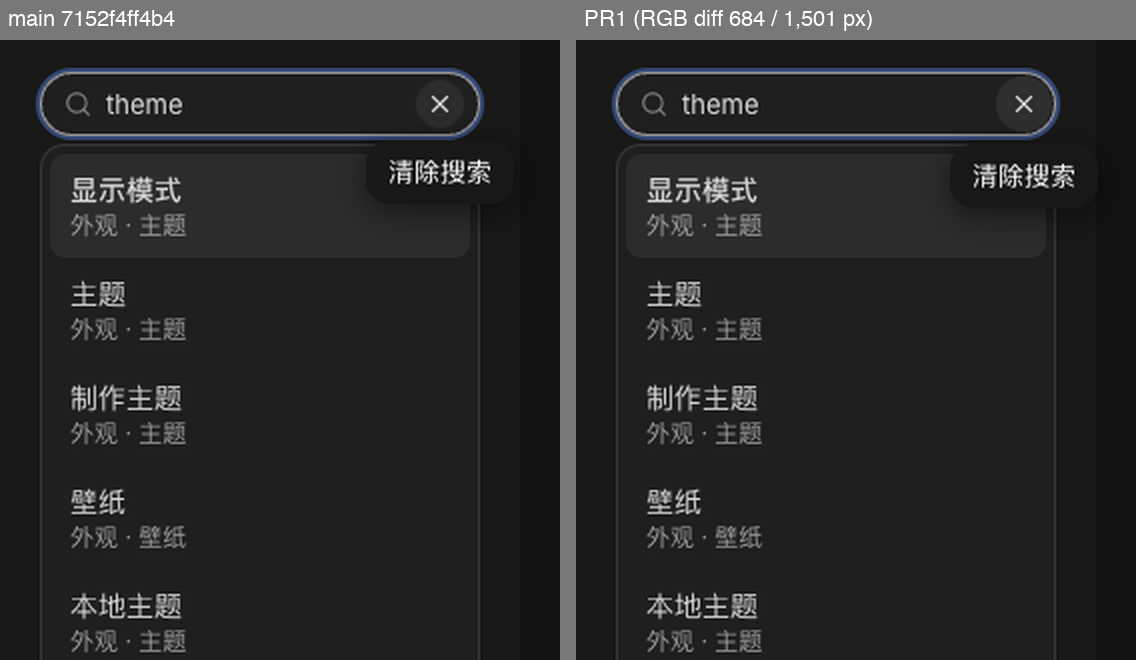 main 7152f4ff4b4
theme
清除搜索
显示模式
外观 · 主题
主题
外观 · 主题
制作主题
外观 · 主题
壁纸
外观 · 壁纸
本地主题
外观 · 主题
PR1 (RGB diff 684 / 1,501 px)
theme
清除搜索
显示模式
外观 · 主题
主题
外观 · 主题
制作主题
外观 · 主题
壁纸
外观 · 壁纸
本地主题
外观 · 主题